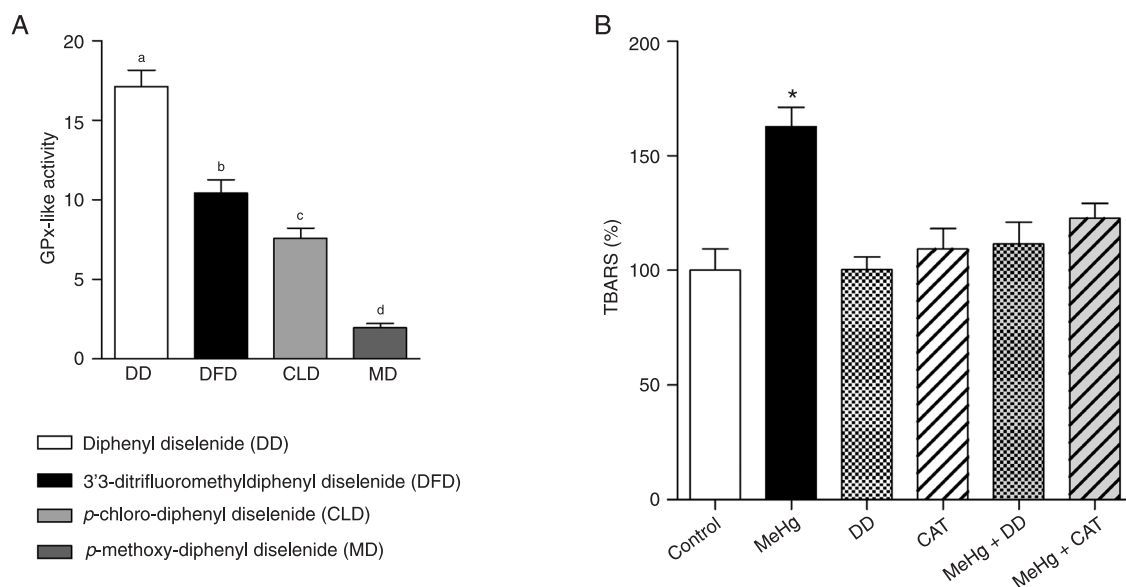 A
GPx-like activity
20
15
10
5
0
a
b
c
d
DD DFD CLD MD
Diphenyl diselenide (DD)
3'3-ditrifluoromethyldiphenyl diselenide (DFD)
p-chloro-diphenyl diselenide (CLD)
p-methoxy-diphenyl diselenide (MD)
B
TBARS (%)
200
150
100
50
0
*
Control
MeHg
DD
CAT
MeHg + DD
MeHg + CAT